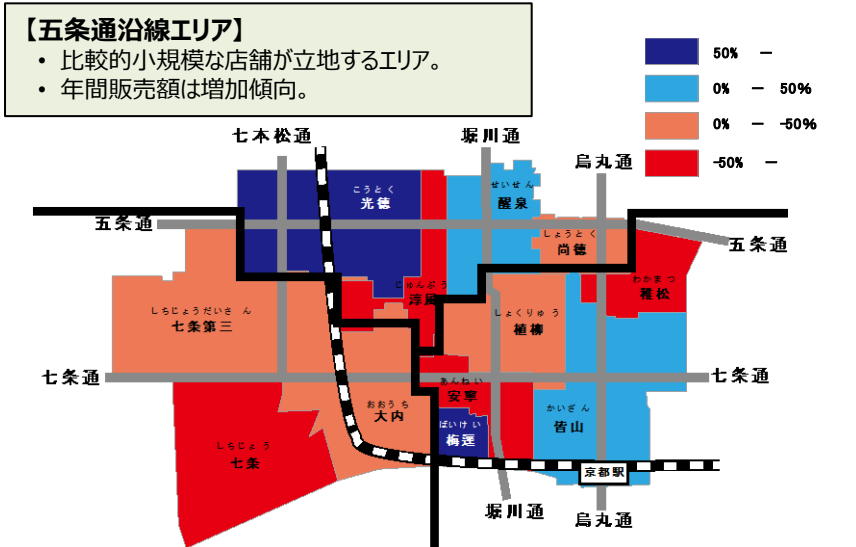 【五条通沿線エリア】
• 比較的小規模な店舗が立地するエリア。
• 年間販売額は増加傾向。
50% －
0% － 50%
0% － -50%
-50% －
七本松通
堀川通
烏丸通
こうとく
光徳
せいせん
醒泉
五条通
しょうとく
尚徳
五条通
じゅんぷう
淳風
わかまつ
稚松
しちじょうだいさん
七条第三
しょくりゅう
植柳
七条通
七条通
あんねい
安寧
おおうち
大内
かいざん
皆山
ばいけい
梅逕
しちじょう
七条
京都駅
堀川通
烏丸通